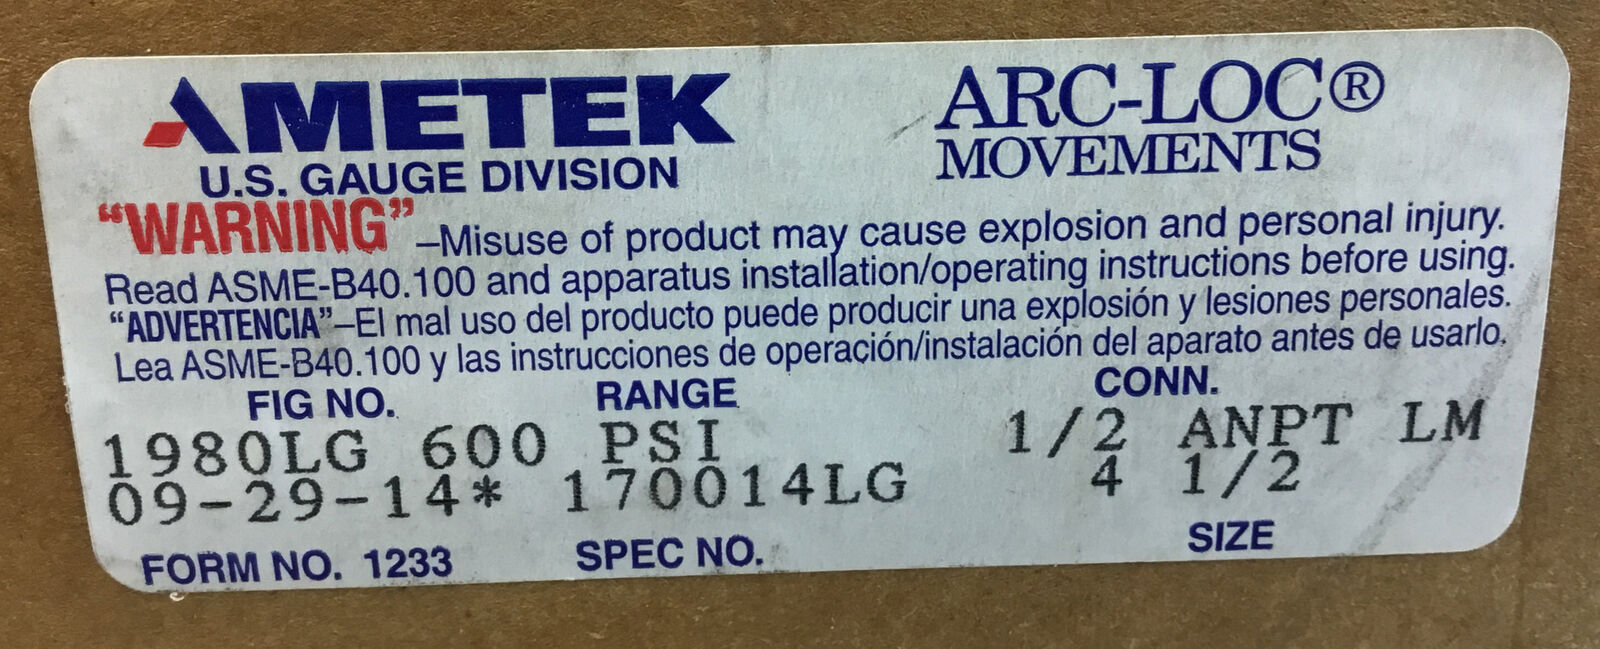 AMETEK
U.S. GAUGE DIVISION
ARC-LOC®
MOVEMENTS
“WARNING”–Misuse of product may cause explosion and personal injury.
Read ASME-B40.100 and apparatus installation/operating instructions before using.
“ADVERTENCIA”–El mal uso del producto puede producir una explosión y lesiones personales.
Lea ASME-B40.100 y las instrucciones de operación/instalación del aparato antes de usarlo.
FIG NO. RANGE CONN.
1980LG 600 PSI 1/2 ANPT LM
09-29-14* 170014LG 4 1/2
FORM NO. 1233 SPEC NO. SIZE